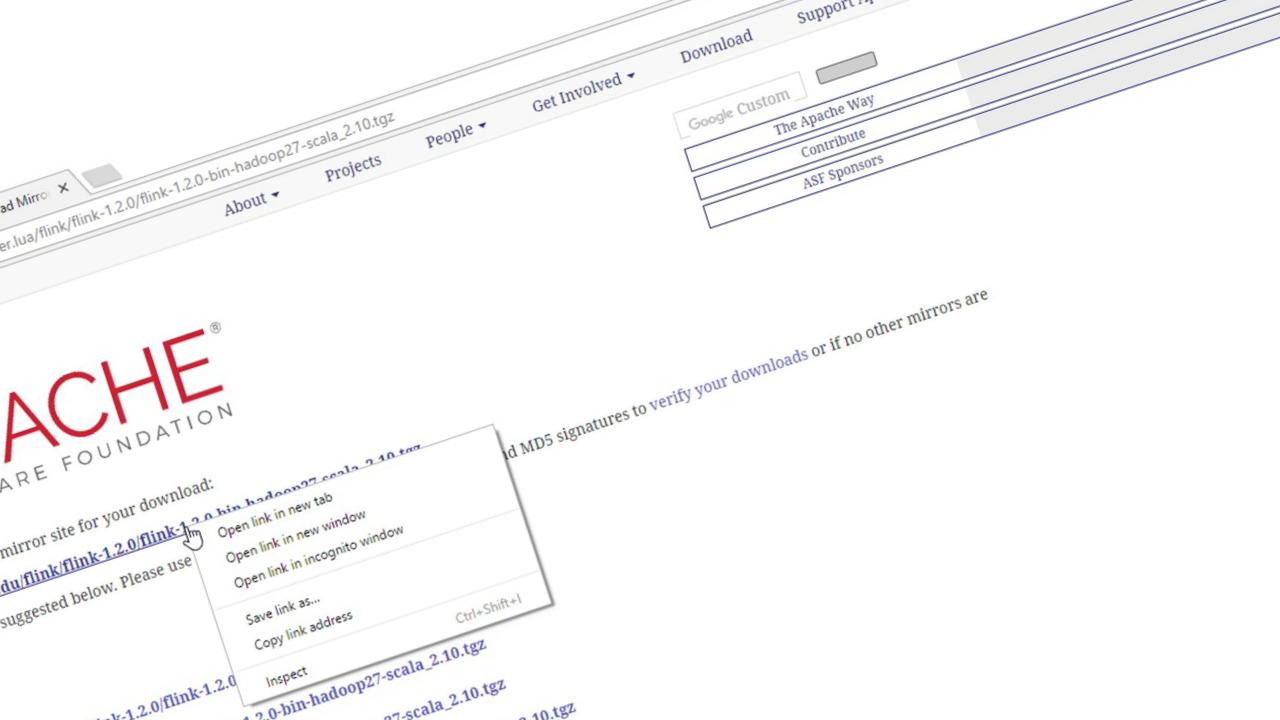 ad Mirro
er.lua/flink/flink-1.2.0/flink-1.2.0-bin-hadoop27-scala_2.10.tgz
About
Projects
People
Get Involved
Download
Support
Google Custom
The Apache Way
Contribute
ASF Sponsors
ACHE®
ARE FOUNDATION
mirror site for your download:
du/flink/flink-1.2.0/flink-1.2.0-bin-hadoop27-scala_2.10.tgz
suggested below. Please use
nd MD5 signatures to verify your downloads or if no other mirrors are
Open link in new tab
Open link in new window
Open link in incognito window
Save link as...
Copy link address
Inspect
Ctrl+Shift+I
k-1.2.0/flink-1.2.0
1.2.0-bin-hadoop27-scala_2.10.tgz
27-scala_2.10.tgz
2.10.tgz